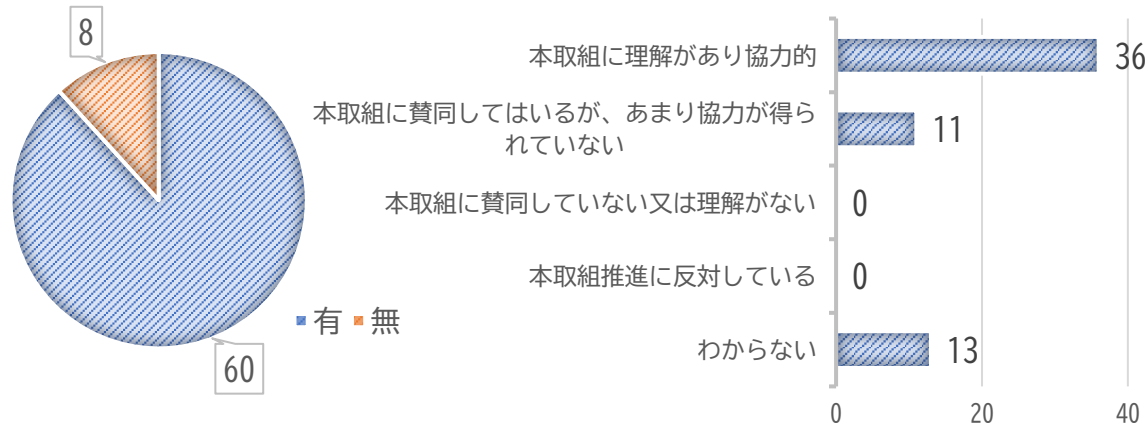 8
60
有 無
本取組に理解があり協力的
36
本取組に賛同してはいるが、あまり協力が得ら
れていない
11
本取組に賛同していない又は理解がない
0
本取組推進に反対している
0
わからない
13
0 20 40